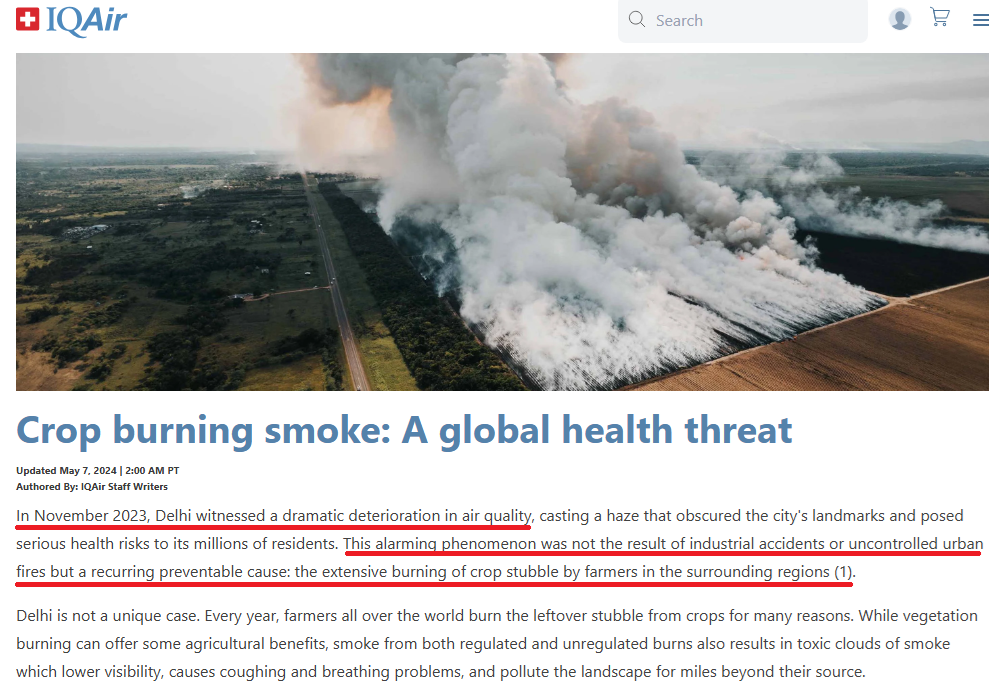 IQAir
Search
Crop burning smoke: A global health threat
Updated May 7, 2024 | 2:00 AM PT
Authored By: IQAir Staff Writers
In November 2023, Delhi witnessed a dramatic deterioration in air quality, casting a haze that obscured the city's landmarks and posed
serious health risks to its millions of residents. This alarming phenomenon was not the result of industrial accidents or uncontrolled urban
fires but a recurring preventable cause: the extensive burning of crop stubble by farmers in the surrounding regions (1).
Delhi is not a unique case. Every year, farmers all over the world burn the leftover stubble from crops for many reasons. While vegetation
burning can offer some agricultural benefits, smoke from both regulated and unregulated burns also results in toxic clouds of smoke
which lower visibility, causes coughing and breathing problems, and pollute the landscape for miles beyond their source.